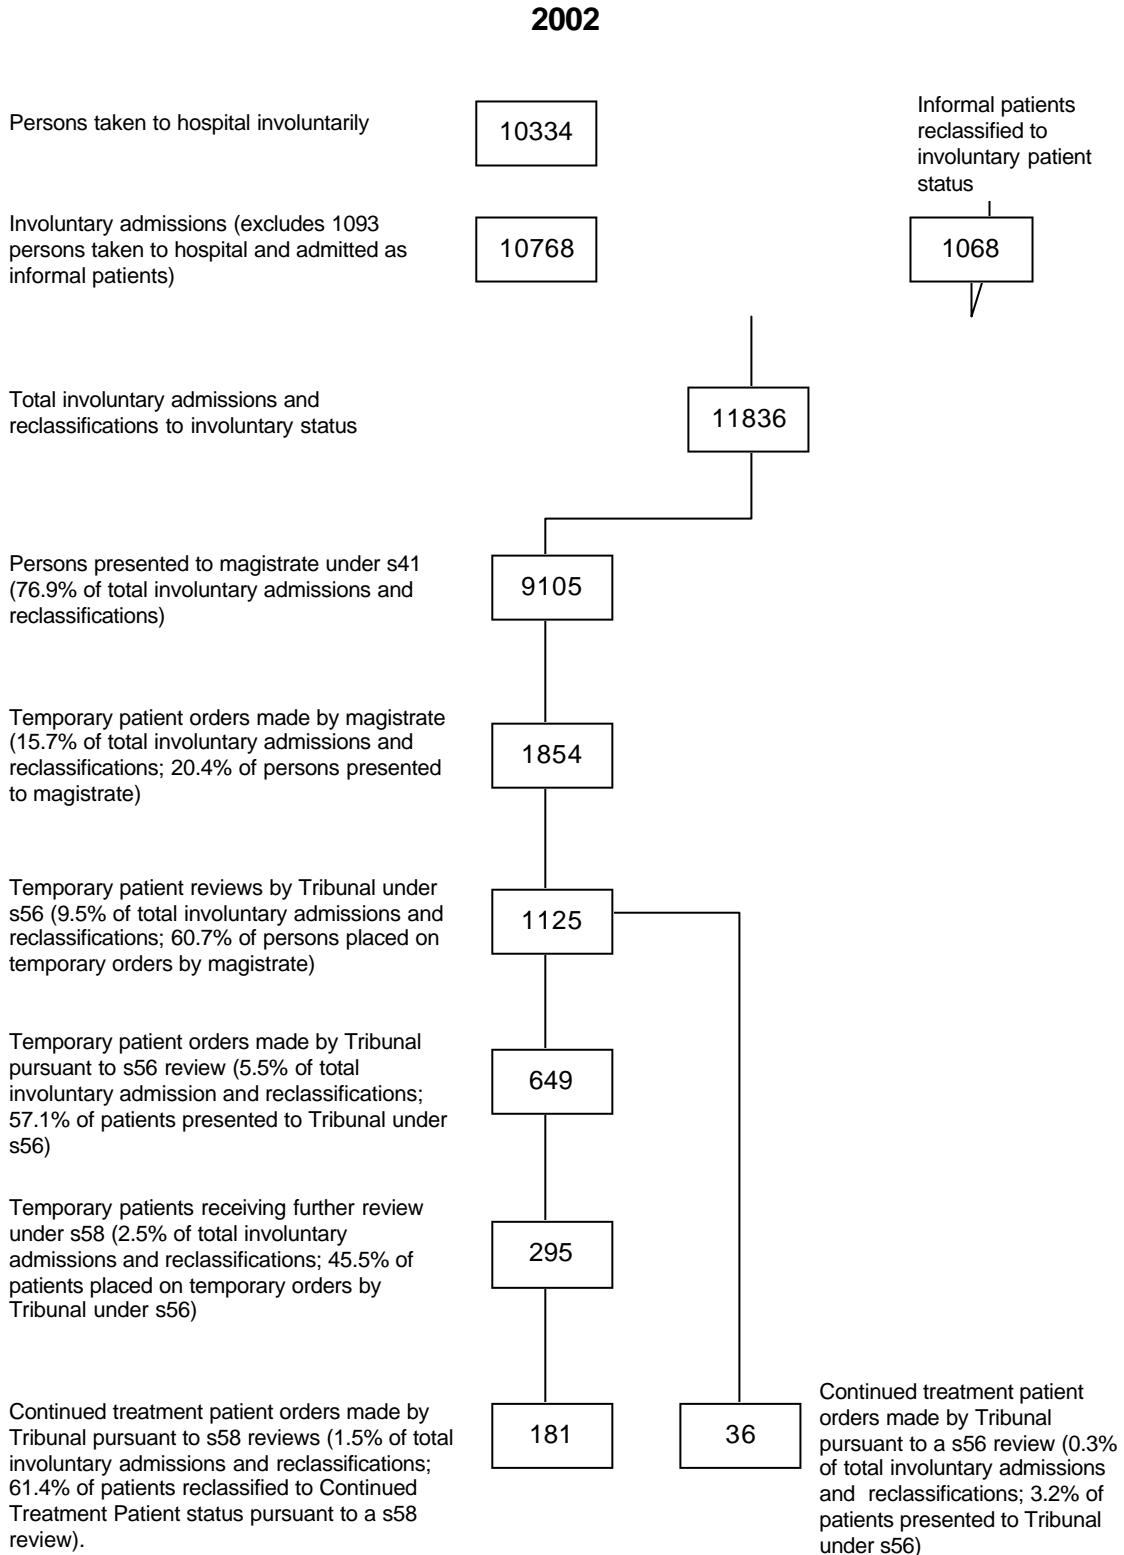 2002
Persons taken to hospital involuntarily
10334
Informal patients
reclassified to
involuntary patient
status
Involuntary admissions (excludes 1093
persons taken to hospital and admitted as
informal patients)
10768
1068
Total involuntary admissions and
reclassifications to involuntary status
11836
Persons presented to magistrate under s41
(76.9% of total involuntary admissions and
reclassifications)
9105
Temporary patient orders made by magistrate
(15.7% of total involuntary admissions and
reclassifications; 20.4% of persons presented
to magistrate)
1854
Temporary patient reviews by Tribunal under
s56 (9.5% of total involuntary admissions and
reclassifications; 60.7% of persons placed on
temporary orders by magistrate)
1125
Temporary patient orders made by Tribunal
pursuant to s56 review (5.5% of total
involuntary admission and reclassifications;
57.1% of patients presented to Tribunal under
s56)
649
Temporary patients receiving further review
under s58 (2.5% of total involuntary
admissions and reclassifications; 45.5% of
patients placed on temporary orders by
Tribunal under s56)
295
Continued treatment patient orders made by
Tribunal pursuant to s58 reviews (1.5% of total
involuntary admissions and reclassifications;
61.4% of patients reclassified to Continued
Treatment Patient status pursuant to a s58
review).
181
36
Continued treatment patient
orders made by Tribunal
pursuant to a s56 review (0.3%
of total involuntary admissions
and reclassifications; 3.2% of
patients presented to Tribunal
under s56)